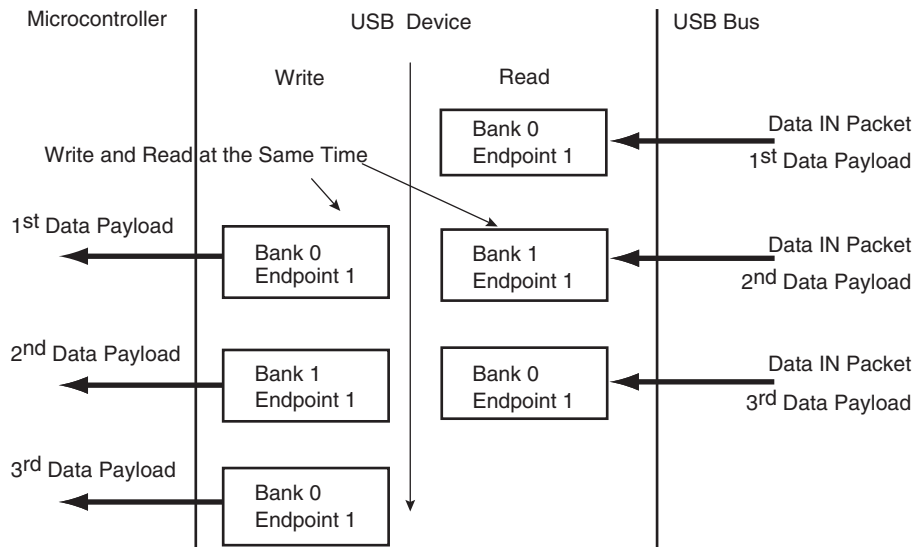 Microcontroller
USB Device
USB Bus
Write
Read
Bank 0
Endpoint 1
Data IN Packet
1st Data Payload
Write and Read at the Same Time
1st Data Payload
Bank 0
Endpoint 1
Bank 1
Endpoint 1
Data IN Packet
2nd Data Payload
2nd Data Payload
Bank 1
Endpoint 1
Bank 0
Endpoint 1
Data IN Packet
3rd Data Payload
3rd Data Payload
Bank 0
Endpoint 1